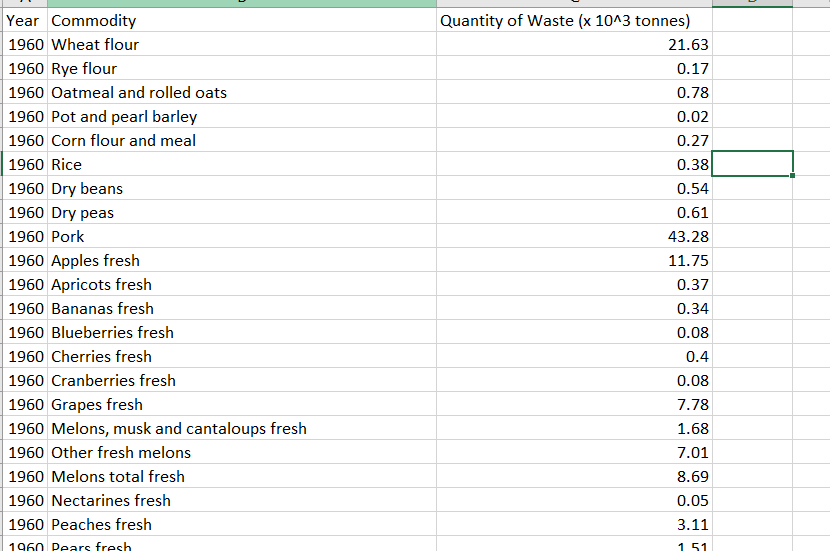 Year Commodity Quantity of Waste (x 10^3 tonnes)
1960 Wheat flour 21.63
1960 Rye flour 0.17
1960 Oatmeal and rolled oats 0.78
1960 Pot and pearl barley 0.02
1960 Corn flour and meal 0.27
1960 Rice 0.38
1960 Dry beans 0.54
1960 Dry peas 0.61
1960 Pork 43.28
1960 Apples fresh 11.75
1960 Apricots fresh 0.37
1960 Bananas fresh 0.34
1960 Blueberries fresh 0.08
1960 Cherries fresh 0.4
1960 Cranberries fresh 0.08
1960 Grapes fresh 7.78
1960 Melons, musk and cantaloups fresh 1.68
1960 Other fresh melons 7.01
1960 Melons total fresh 8.69
1960 Nectarines fresh 0.05
1960 Peaches fresh 3.11
1960 Pears fresh 1.51